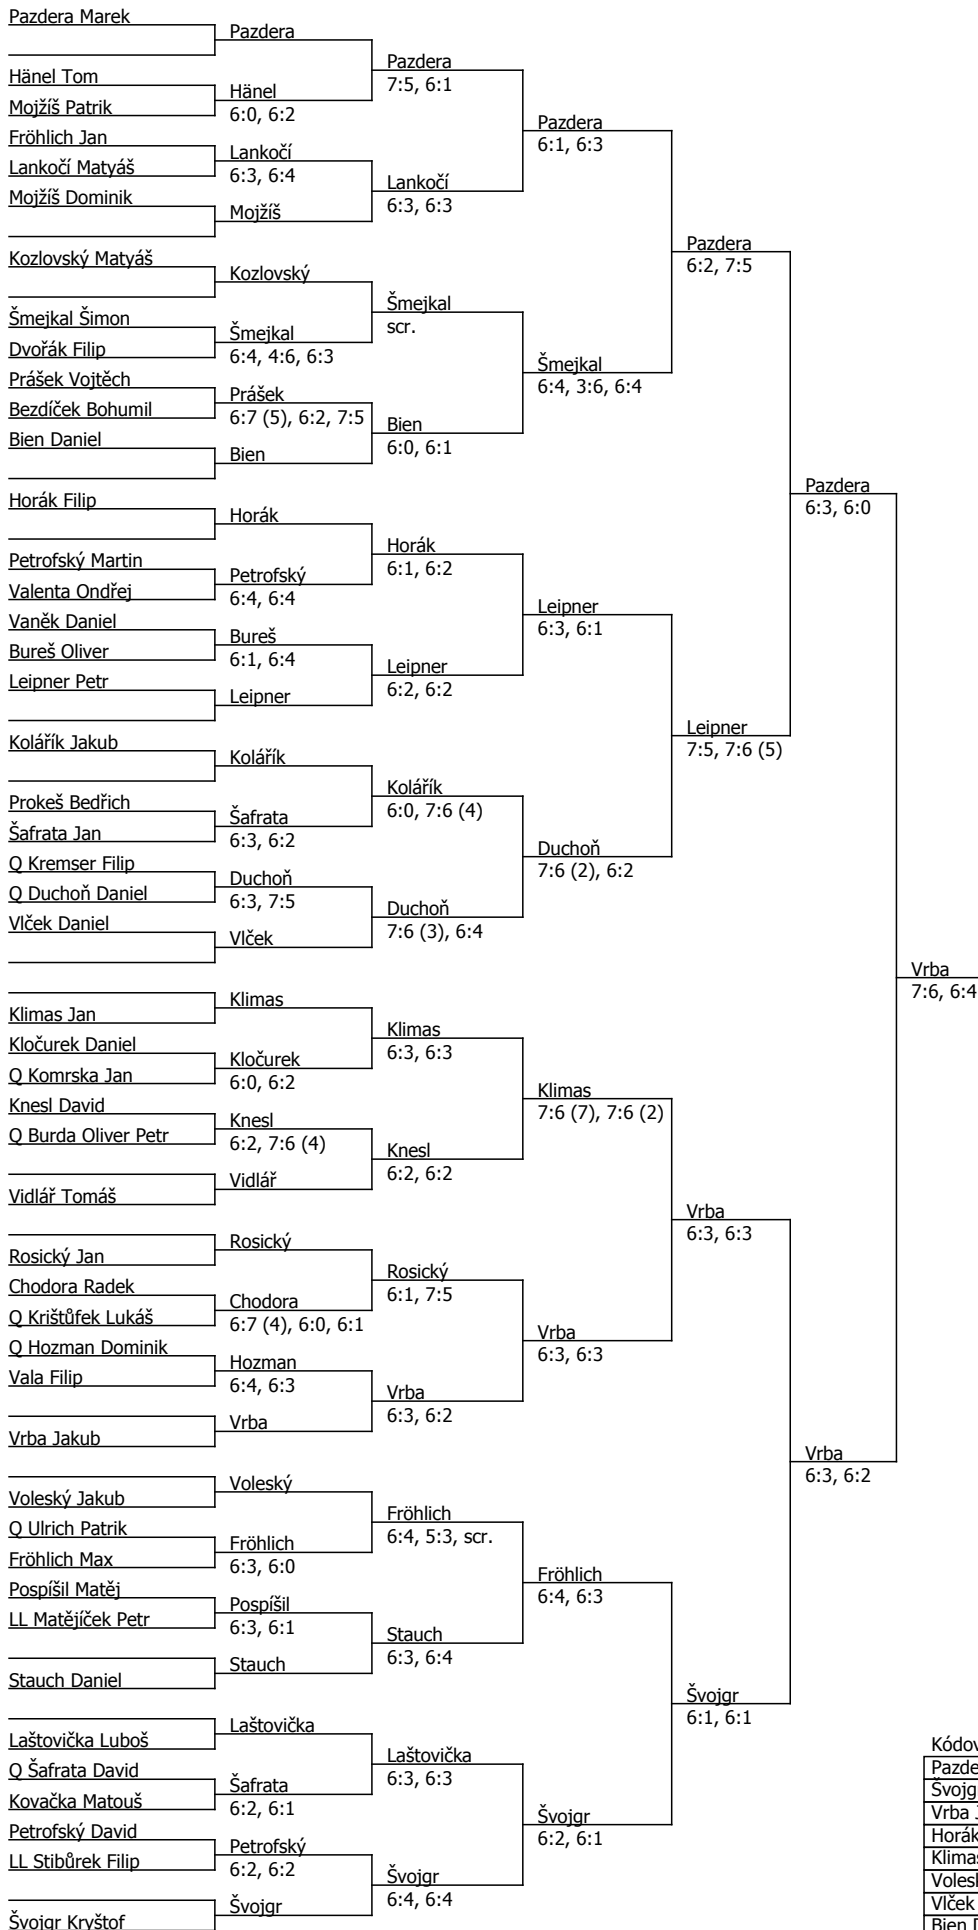 Pazdera Marek
Hänel Tom
Mojžíš Patrik
Fröhlich Jan
Lankočí Matyáš
Mojžíš Dominik
Kozlovský Matyáš
Šmejkal Šimon
Dvořák Filip
Prášek Vojtěch
Bezdíček Bohumil
Bien Daniel
Horák Filip
Petrofský Martin
Valenta Ondřej
Vaněk Daniel
Bureš Oliver
Leipner Petr
Kolářík Jakub
Prokeš Bedřich
Šafrata Jan
Q Kremser Filip
Q Duchoň Daniel
Vlček Daniel
Klimas Jan
Kločurek Daniel
Q Komrska Jan
Knesl David
Q Burda Oliver Petr
Vidlář Tomáš
Rosický Jan
Chodora Radek
Q Krištůfek Lukáš
Q Hozman Dominik
Vala Filip
Vrba Jakub
Voleský Jakub
Q Ulrich Patrik
Fröhlich Max
Pospíšil Matěj
LL Matějíček Petr
Stauch Daniel
Laštovička Luboš
Q Šafrata David
Kovačka Matouš
Petrofský David
LL Stibůrek Filip
Švojgr Kryštof
Pazdera
Hänel
6:0, 6:2
Lankočí
6:3, 6:4
Mojžíš
Kozlovský
Šmejkal
6:4, 4:6, 6:3
Prášek
6:7 (5), 6:2, 7:5
Bien
Horák
Petrofský
6:4, 6:4
Bureš
6:1, 6:4
Leipner
Kolářík
Šafrata
6:3, 6:2
Duchoň
6:3, 7:5
Vlček
Klimas
Kločurek
6:0, 6:2
Knesl
6:2, 7:6 (4)
Vidlář
Rosický
Chodora
6:7 (4), 6:0, 6:1
Hozman
6:4, 6:3
Vrba
Voleský
Fröhlich
6:3, 6:0
Pospíšil
6:3, 6:1
Stauch
Laštovička
Šafrata
6:2, 6:1
Petrofský
6:2, 6:2
Švojgr
Pazdera
7:5, 6:1
Lankočí
6:3, 6:3
Šmejkal
scr.
Bien
6:0, 6:1
Horák
6:1, 6:2
Leipner
6:2, 6:2
Kolářík
6:0, 7:6 (4)
Duchoň
7:6 (3), 6:4
Klimas
6:3, 6:3
Knesl
6:2, 6:2
Rosický
6:1, 7:5
Vrba
6:3, 6:2
Fröhlich
6:4, 5:3, scr.
Stauch
6:3, 6:4
Laštovička
6:3, 6:3
Švojgr
6:4, 6:4
Pazdera
6:1, 6:3
Šmejkal
6:4, 3:6, 6:4
Leipner
6:3, 6:1
Duchoň
7:6 (2), 6:2
Klimas
7:6 (7), 7:6 (2)
Vrba
6:3, 6:3
Fröhlich
6:4, 6:3
Švojgr
6:2, 6:1
Pazdera
6:2, 7:5
Leipner
7:5, 7:6 (5)
Vrba
6:3, 6:3
Švojgr
6:1, 6:1
Pazdera
6:3, 6:0
Vrba
6:3, 6:2
Vrba
7:6, 6:4
Horák
Klimas
Vlček